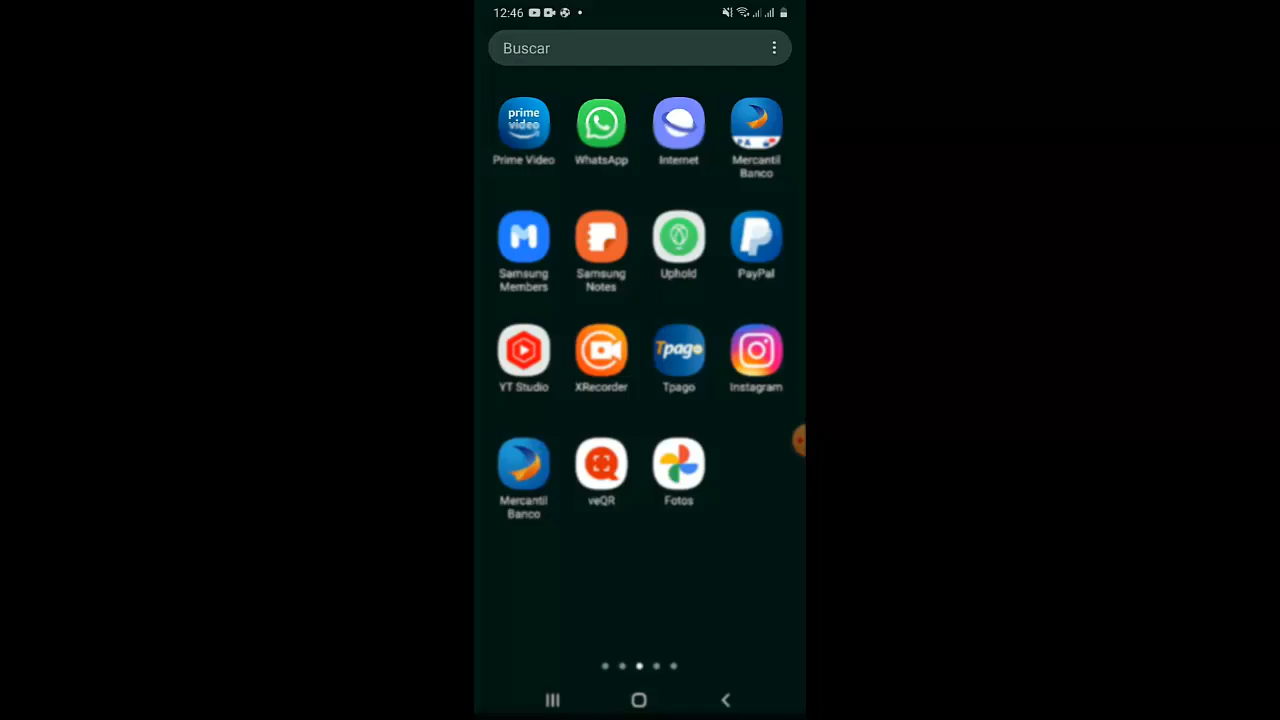 12:46
Buscar
prime
video
Prime Video
WhatsApp
Internet
Mercantil
Banco
Samsung
Members
Samsung
Notes
Uphold
PayPal
Tpago
YT Studio
XRecorder
Tpago
Instagram
Mercantil
Banco
veQR
Fotos